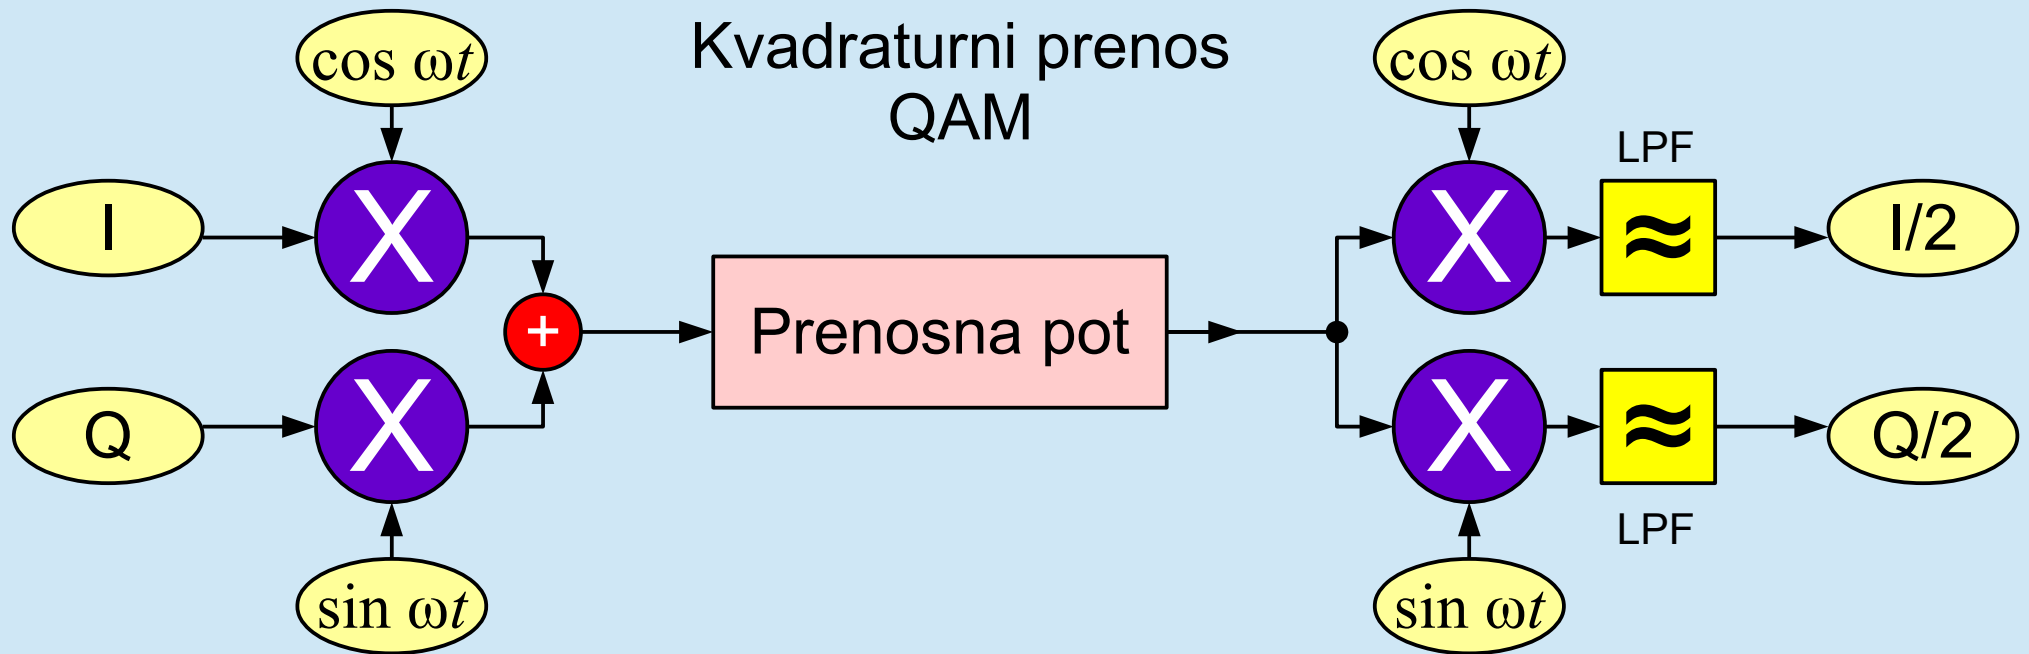 Kvadraturni prenos
QAM
cos ωt
cos ωt
LPF
I
X
X
≈
I/2
+
Prenosna pot
Q
X
X
≈
Q/2
LPF
sin ωt
sin ωt